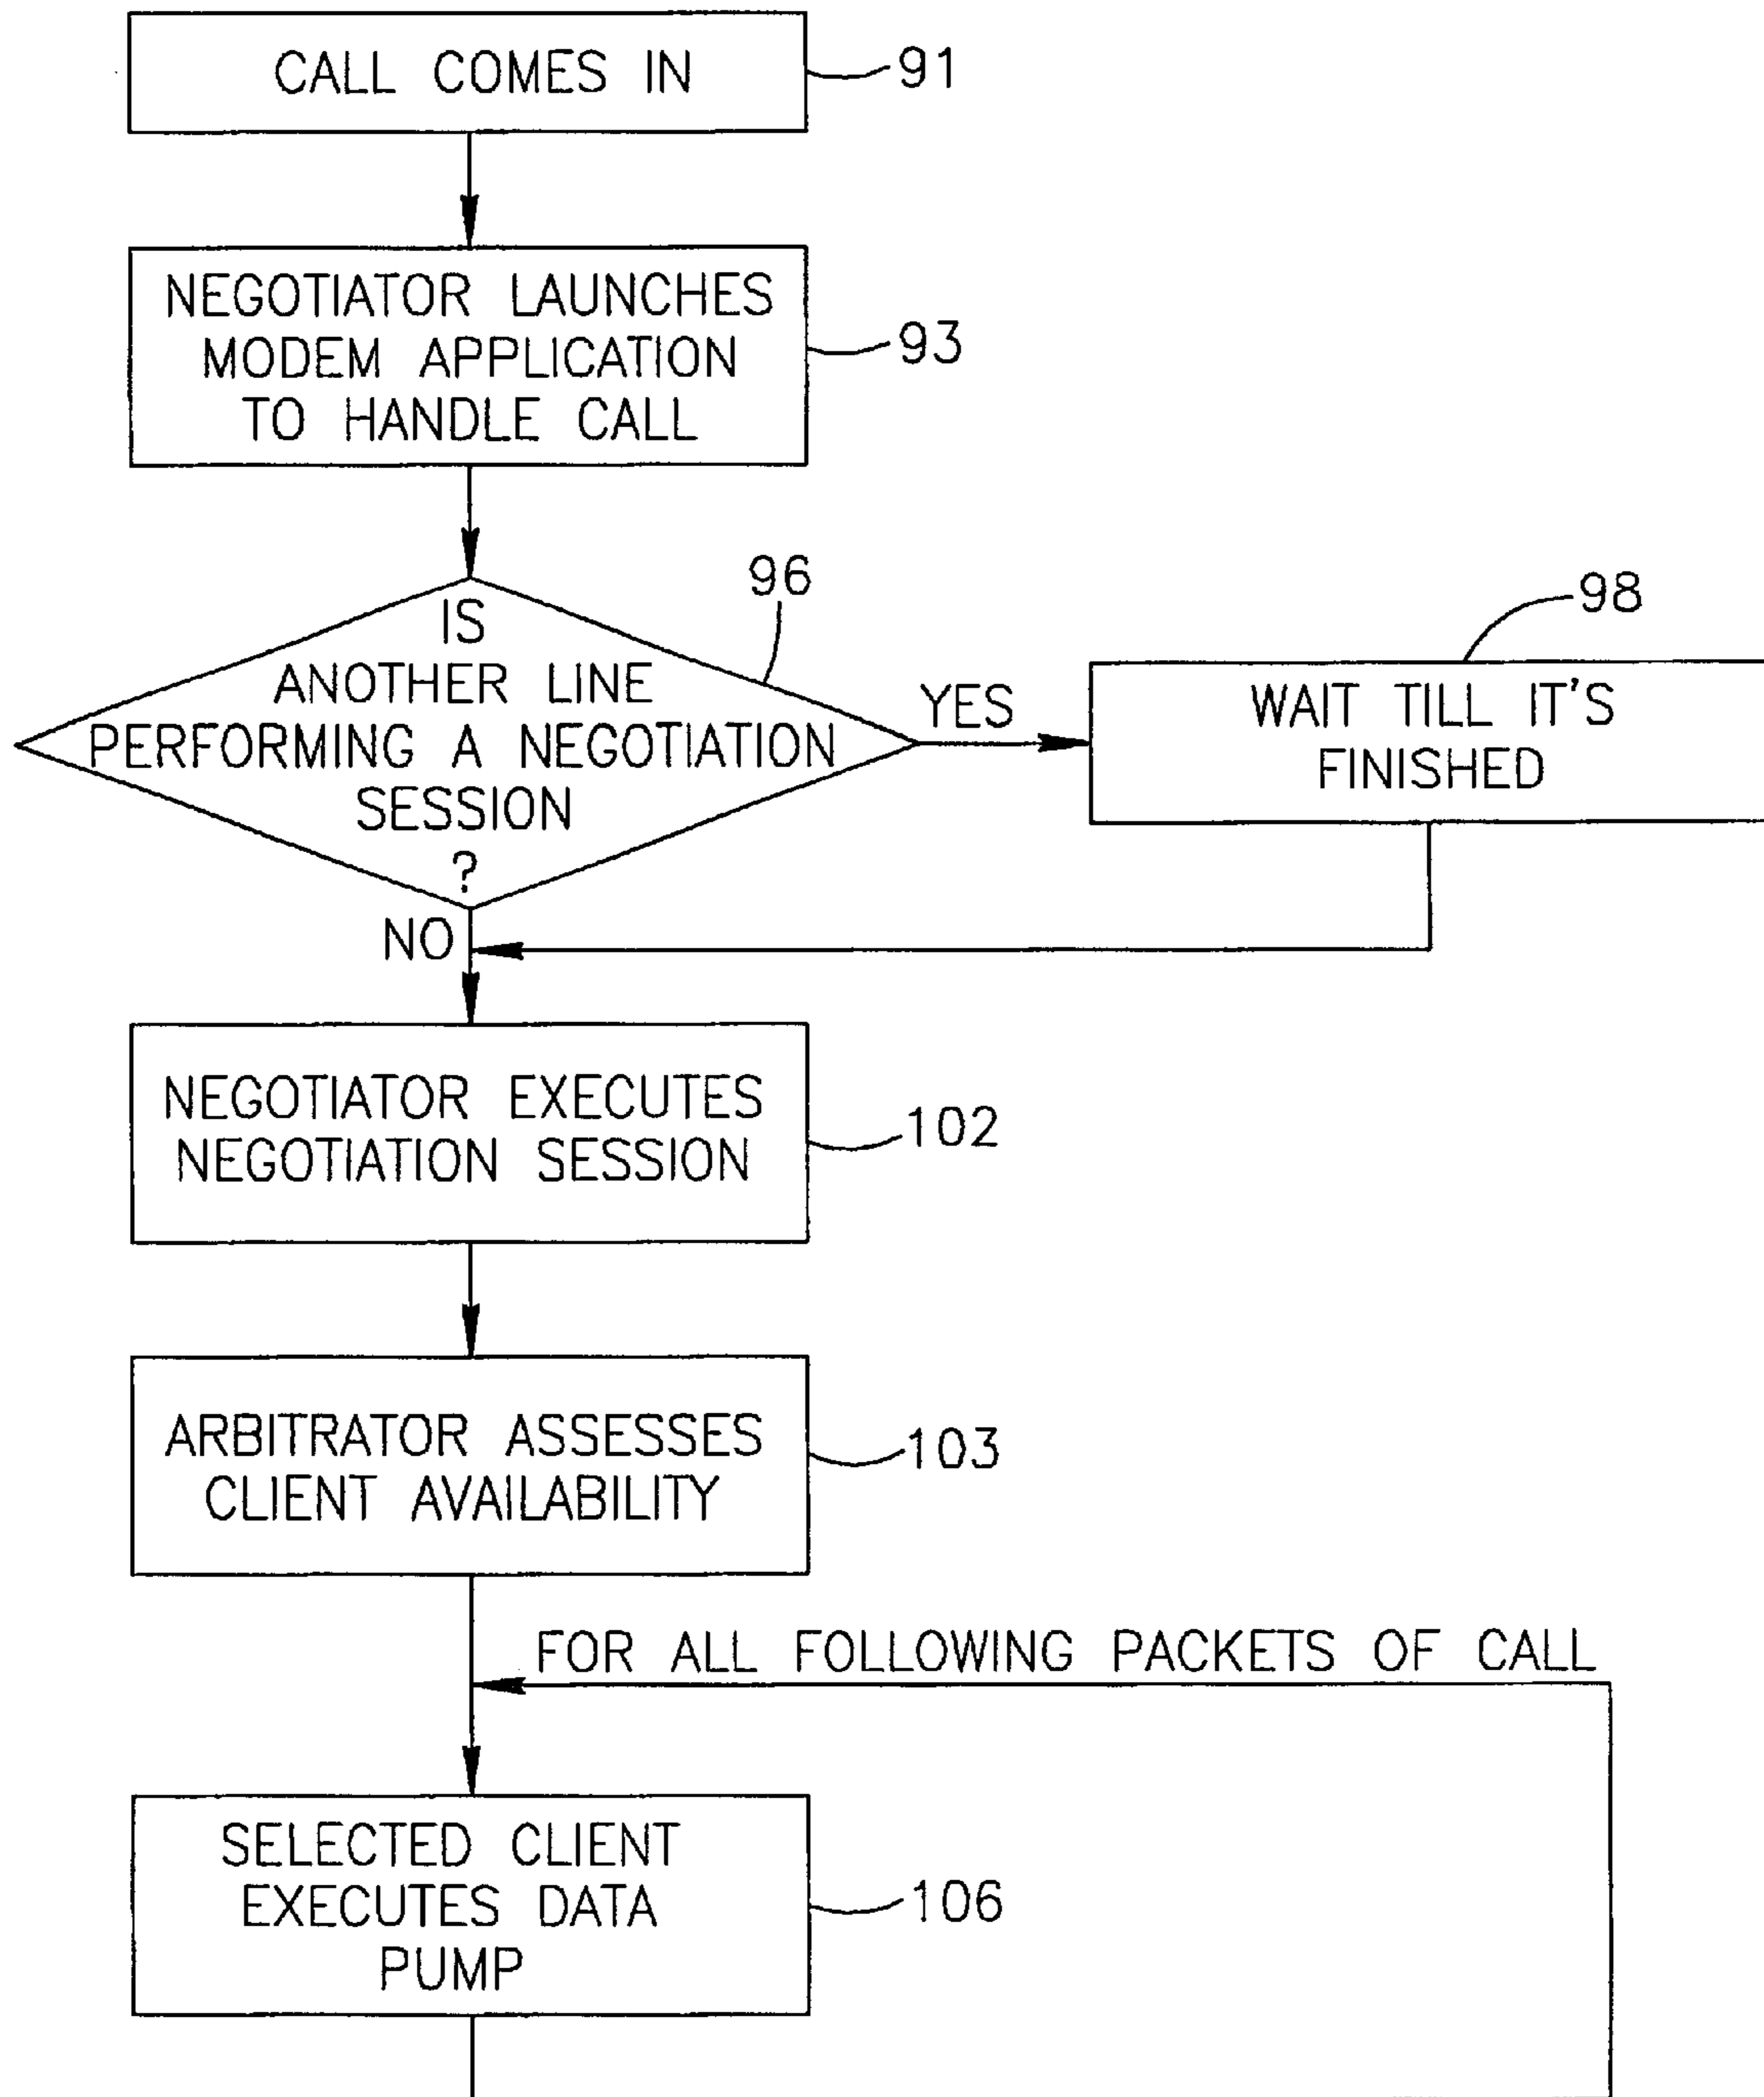 CALL COMES IN
91
NEGOTIATOR LAUNCHES
MODEM APPLICATION
TO HANDLE CALL
93
IS
ANOTHER LINE
PERFORMING A NEGOTIATION
SESSION
?
96
YES
98
WAIT TILL IT'S
FINISHED
NO
NEGOTIATOR EXECUTES
NEGOTIATION SESSION
102
ARBITRATOR ASSESSES
CLIENT AVAILABILITY
103
FOR ALL FOLLOWING PACKETS OF CALL
SELECTED CLIENT
EXECUTES DATA
PUMP
106